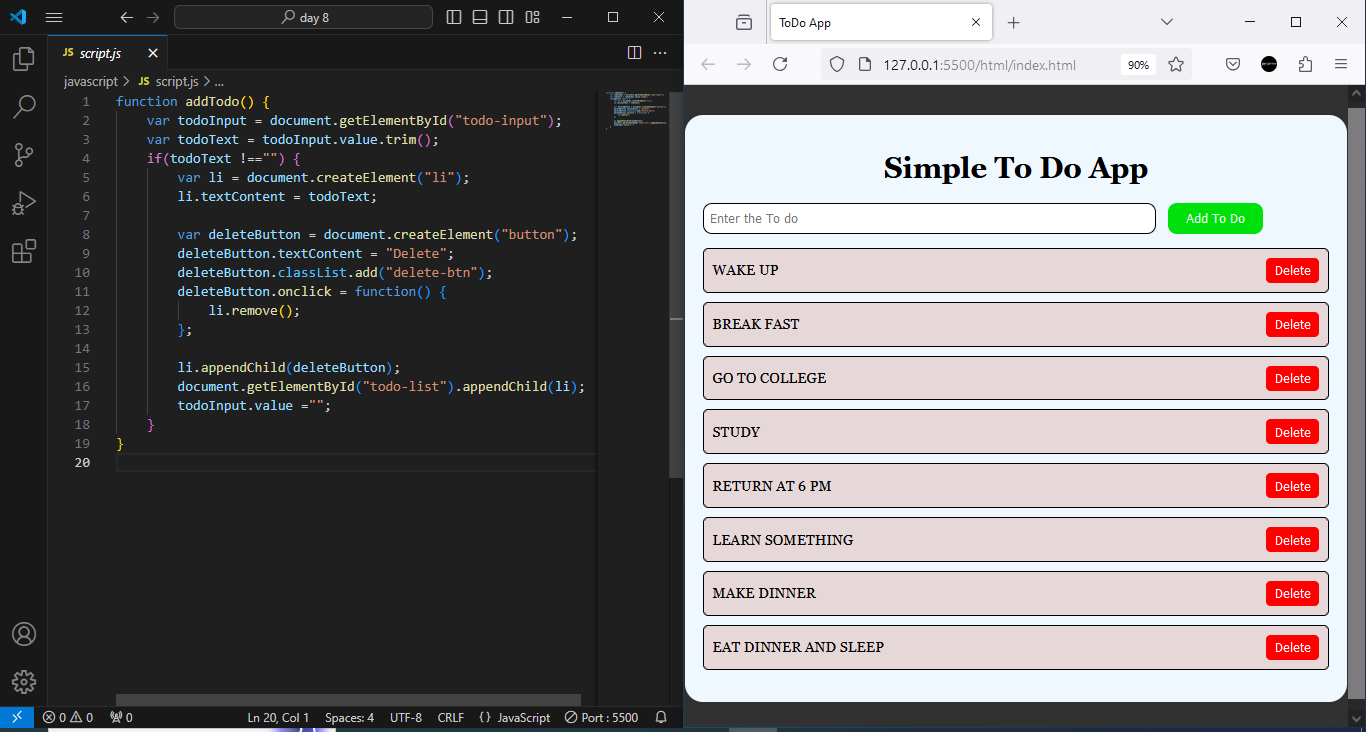 day 8
JS script.js
javascript > JS script.js > ...
1 function addTodo() {
2 var todoInput = document.getElementById("todo-input");
3 var todoText = todoInput.value.trim();
4 if(todoText !=="") {
5 var li = document.createElement("li");
6 li.textContent = todoText;
7
8 var deleteButton = document.createElement("button");
9 deleteButton.textContent = "Delete";
10 deleteButton.classList.add("delete-btn");
11 deleteButton.onclick = function() {
12 li.remove();
13 };
14
15 li.appendChild(deleteButton);
16 document.getElementById("todo-list").appendChild(li);
17 todoInput.value ="";
18 }
19 }
20
0 0 0 Ln 20, Col 1 Spaces: 4 UTF-8 CRLF {} JavaScript Port : 5500
ToDo App
127.0.0.1:5500/html/index.html 90%
Simple To Do App
Enter the To do Add To Do
WAKE UP Delete
BREAK FAST Delete
GO TO COLLEGE Delete
STUDY Delete
RETURN AT 6 PM Delete
LEARN SOMETHING Delete
MAKE DINNER Delete
EAT DINNER AND SLEEP Delete